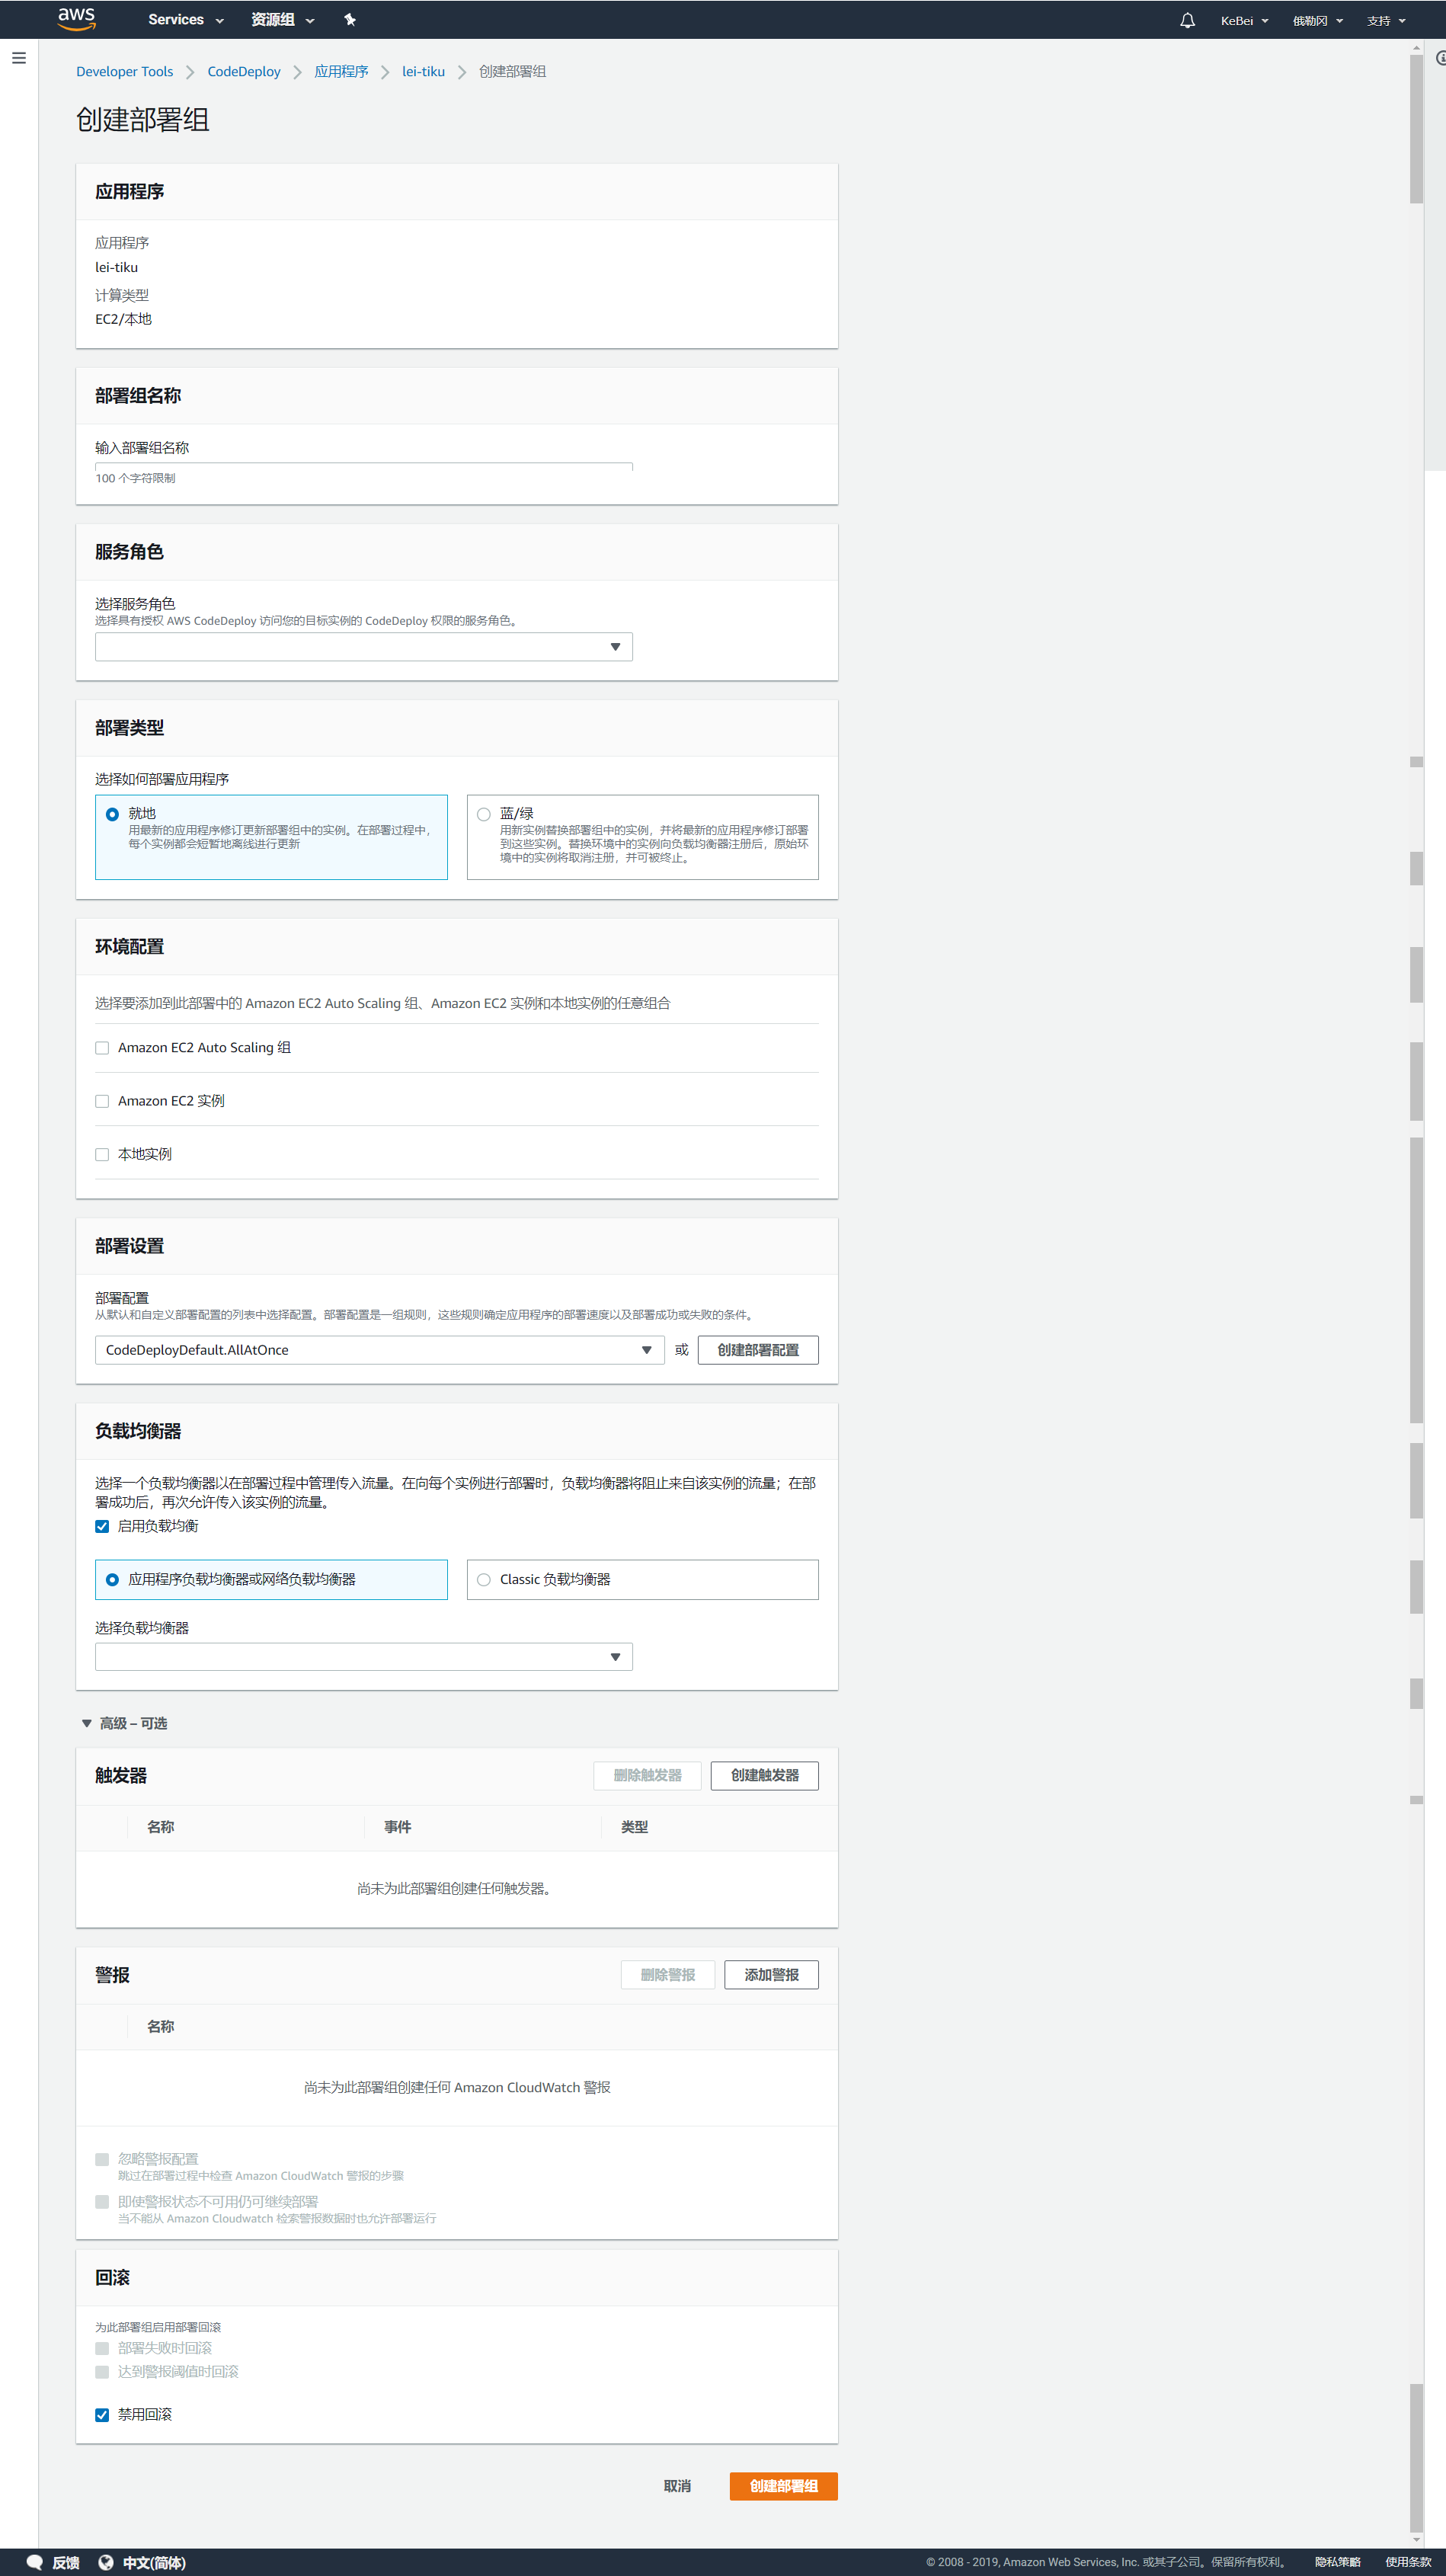 aws Services 资源组 KeBei 俄勒冈 支持
Developer Tools CodeDeploy 应用程序 lei-tiku 创建部署组
创建部署组
应用程序
应用程序
lei-tiku
计算类型
EC2/本地
部署组名称
输入部署组名称
100 个字符限制
服务角色
选择服务角色
选择具有授权 AWS CodeDeploy 访问您的目标实例的 CodeDeploy 权限的服务角色。
部署类型
选择如何部署应用程序
就地
用最新的应用程序修订更新部署组中的实例。在部署过程中，
每个实例都会短暂地离线进行更新
蓝/绿
用新实例替换部署组中的实例，并将最新的应用程序修订部署
到这些实例。替换环境中的实例向负载均衡器注册后，原始环
境中的实例将取消注册，并可被终止。
环境配置
选择要添加到此部署中的 Amazon EC2 Auto Scaling 组、Amazon EC2 实例和本地实例的任意组合
Amazon EC2 Auto Scaling 组
Amazon EC2 实例
本地实例
部署设置
部署配置
从默认和自定义部署配置的列表中选择配置。部署配置是一组规则，这些规则确定应用程序的部署速度以及部署成功或失败的条件。
CodeDeployDefault.AllAtOnce 或 创建部署配置
负载均衡器
选择一个负载均衡器以在部署过程中管理传入流量。在向每个实例进行部署时，负载均衡器将阻止来自该实例的流量；在部
署成功后，再次允许传入该实例的流量。
启用负载均衡
应用程序负载均衡器或网络负载均衡器 Classic 负载均衡器
选择负载均衡器
高级 – 可选
触发器 删除触发器 创建触发器
名称 事件 类型
尚未为此部署组创建任何触发器。
警报 删除警报 添加警报
名称
尚未为此部署组创建任何 Amazon CloudWatch 警报
忽略警报配置
跳过在部署过程中检查 Amazon CloudWatch 警报的步骤
即使警报状态不可用仍可继续部署
当不能从 Amazon Cloudwatch 检索警报数据时也允许部署运行
回滚
为此部署组启用部署回滚
部署失败时回滚
达到警报阈值时回滚
禁用回滚
取消 创建部署组
反馈 中文(简体) © 2008 - 2019, Amazon Web Services, Inc. 或其子公司。保留所有权利。 隐私策略 使用条款